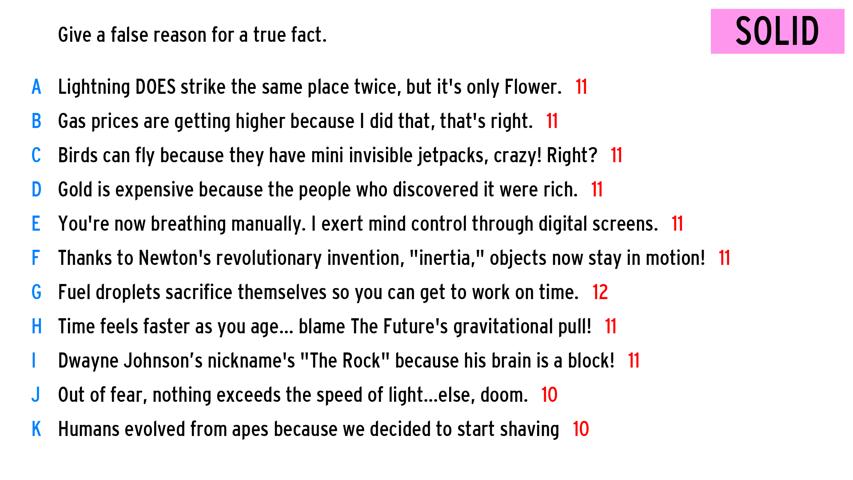 Give a false reason for a true fact.
SOLID
A Lightning DOES strike the same place twice, but it's only Flower. 11
B Gas prices are getting higher because I did that, that's right. 11
C Birds can fly because they have mini invisible jetpacks, crazy! Right? 11
D Gold is expensive because the people who discovered it were rich. 11
E You're now breathing manually. I exert mind control through digital screens. 11
F Thanks to Newton's revolutionary invention, "inertia," objects now stay in motion! 11
G Fuel droplets sacrifice themselves so you can get to work on time. 12
H Time feels faster as you age... blame The Future's gravitational pull! 11
I Dwayne Johnson’s nickname's "The Rock" because his brain is a block! 11
J Out of fear, nothing exceeds the speed of light...else, doom. 10
K Humans evolved from apes because we decided to start shaving 10